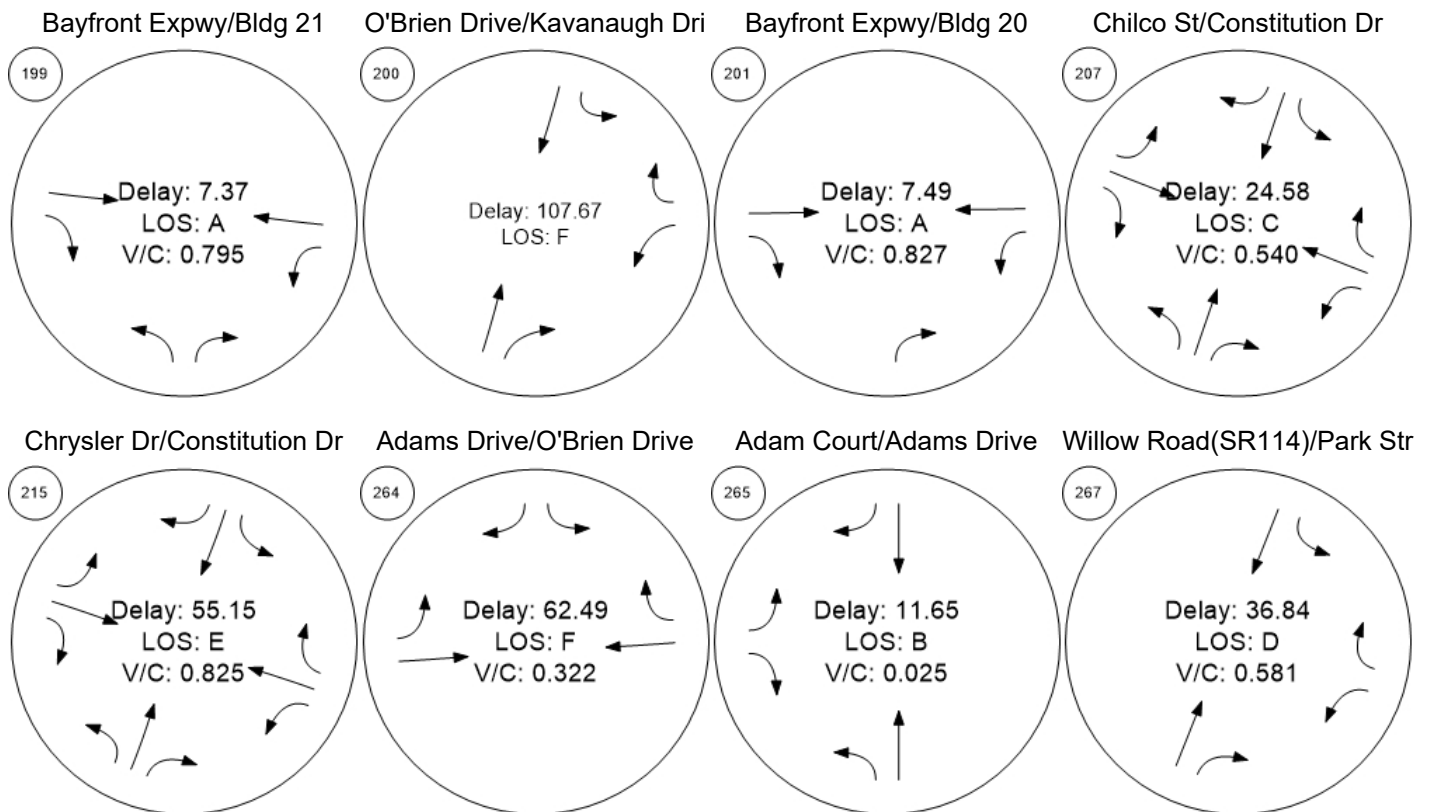 Bayfront Expwy/Bldg 21
199
Delay: 7.37
LOS: A
V/C: 0.795
O'Brien Drive/Kavanaugh Dri
200
Delay: 107.67
LOS: F
Bayfront Expwy/Bldg 20
201
Delay: 7.49
LOS: A
V/C: 0.827
Chilco St/Constitution Dr
207
Delay: 24.58
LOS: C
V/C: 0.540
Chrysler Dr/Constitution Dr
215
Delay: 55.15
LOS: E
V/C: 0.825
Adams Drive/O'Brien Drive
264
Delay: 62.49
LOS: F
V/C: 0.322
Adam Court/Adams Drive
265
Delay: 11.65
LOS: B
V/C: 0.025
Willow Road(SR114)/Park Str
267
Delay: 36.84
LOS: D
V/C: 0.581